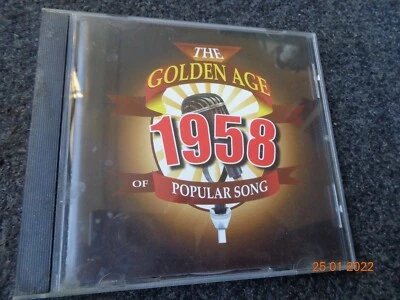 THE
GOLDEN AGE
1958
OF POPULAR SONG
25 01 2022